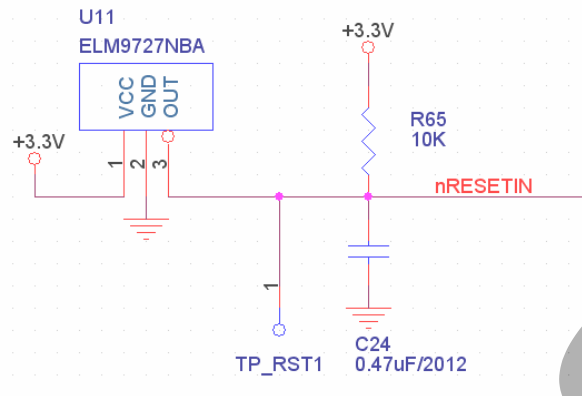 U11
ELM9727NBA
VCC
GND
OUT
+3.3V
1
2
3
+3.3V
R65
10K
nRESETIN
1
TP_RST1
C24
0.47uF/2012